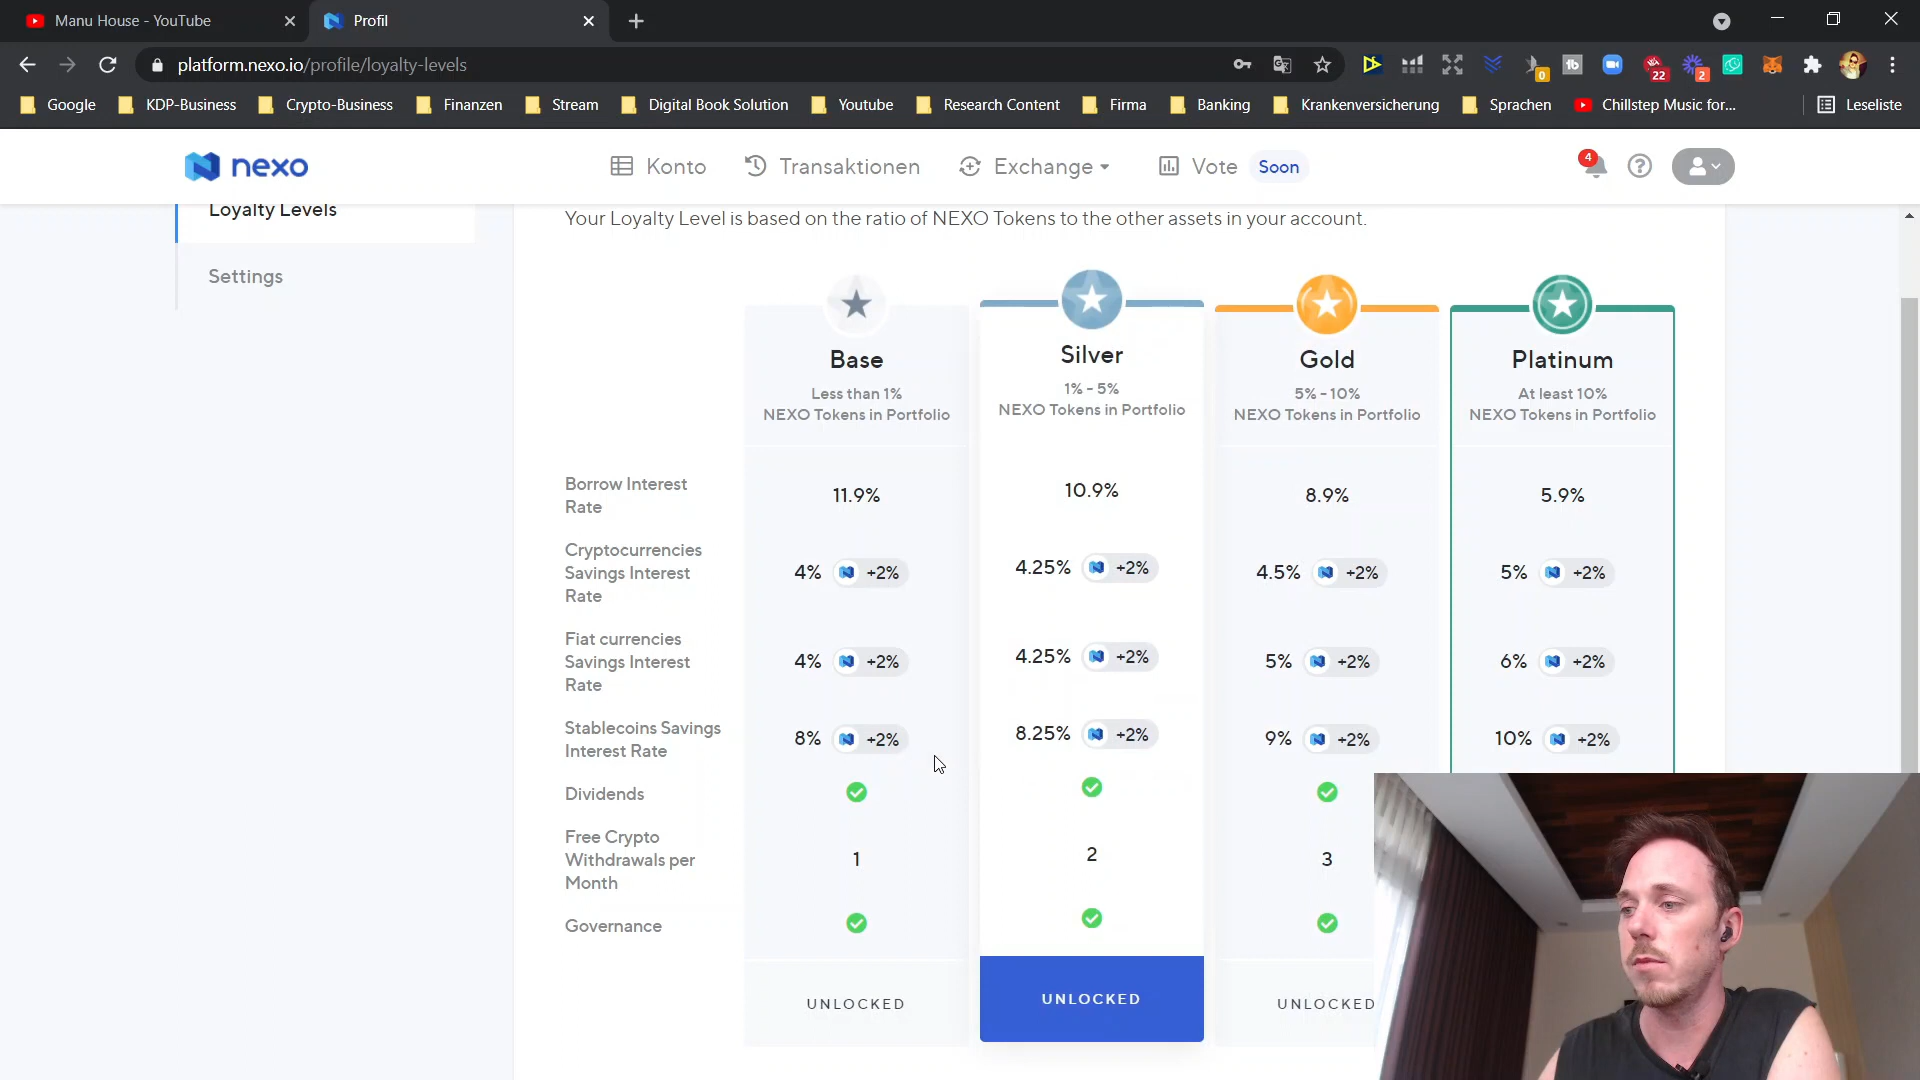 Manu House - YouTube
Profil
platform.nexo.io/profile/loyalty-levels
0
22
2
Google
KDP-Business
Crypto-Business
Finanzen
Stream
Digital Book Solution
Youtube
Research Content
Firma
Banking
Krankenversicherung
Sprachen
Chillstep Music for...
Leseliste
nexo
Konto
Transaktionen
Exchange
Vote
Soon
4
Loyalty Levels
Settings
Your Loyalty Level is based on the ratio of NEXO Tokens to the other assets in your account.
Base
Silver
Gold
Platinum
Less than 1%
NEXO Tokens in Portfolio
1% - 5%
NEXO Tokens in Portfolio
5% - 10%
NEXO Tokens in Portfolio
At least 10%
NEXO Tokens in Portfolio
Borrow Interest
Rate
11.9%
10.9%
8.9%
5.9%
Cryptocurrencies
Savings Interest
Rate
4% +2%
4.25% +2%
4.5% +2%
5% +2%
Fiat currencies
Savings Interest
Rate
4% +2%
4.25% +2%
5% +2%
6% +2%
Stablecoins Savings
Interest Rate
8% +2%
8.25% +2%
9% +2%
10% +2%
Dividends
Free Crypto
Withdrawals per
Month
1
2
3
Governance
UNLOCKED
UNLOCKED
UNLOCKED